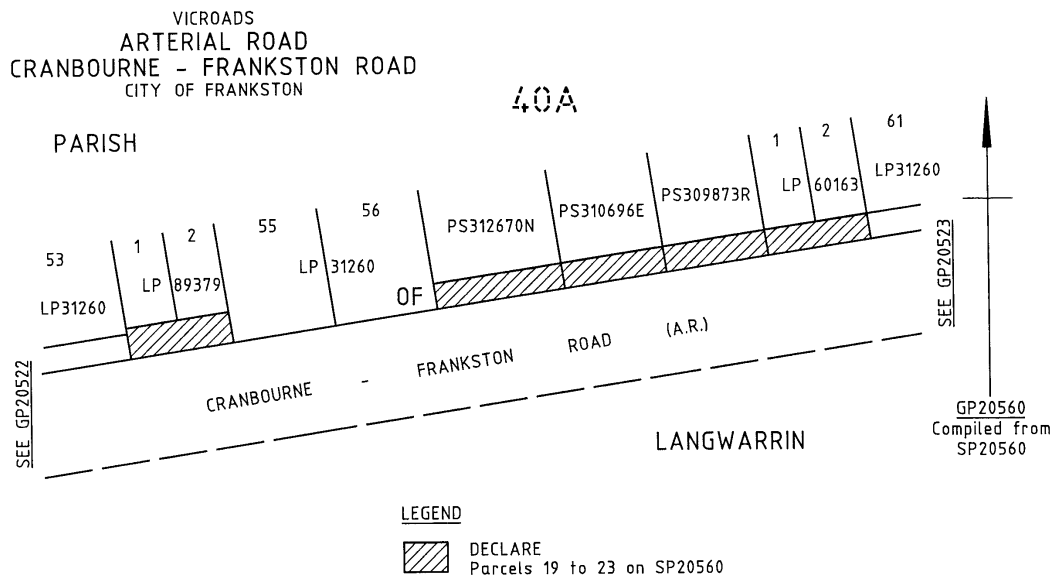 VICROADS
ARTERIAL ROAD
CRANBOURNE - FRANKSTON ROAD
CITY OF FRANKSTON
40A
PARISH
53
LP31260
1
2
LP 89379
55
56
LP 31260
OF
PS312670N
PS310696E
PS309873R
1
2
LP 60163
61
LP31260
SEE GP20522
SEE GP20523
CRANBOURNE - FRANKSTON ROAD (A.R.)
LANGWARRIN
GP20560
Compiled from
SP20560
LEGEND
DECLARE
Parcels 19 to 23 on SP20560